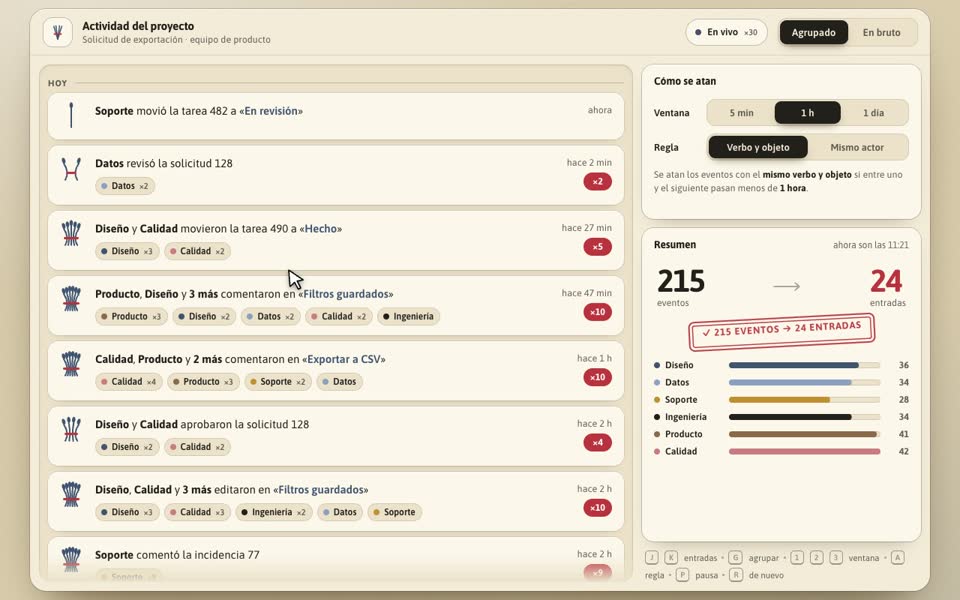 Actividad del proyecto
Solicitud de exportación · equipo de producto
En vivo ×30
Agrupado
En bruto
HOY
Soporte movió la tarea 482 a «En revisión»
ahora
Datos revisó la solicitud 128
hace 2 min
Datos ×2
×2
Diseño y Calidad movieron la tarea 490 a «Hecho»
hace 27 min
Diseño ×3
Calidad ×2
×5
Producto, Diseño y 3 más comentaron en «Filtros guardados»
hace 47 min
Producto ×3
Diseño ×2
Datos ×2
Calidad ×2
Ingeniería
×10
Calidad, Producto y 2 más comentaron en «Exportar a CSV»
hace 1 h
Calidad ×4
Producto ×3
Soporte ×2
Datos
×10
Diseño y Calidad aprobaron la solicitud 128
hace 2 h
Diseño ×2
Calidad ×2
×4
Diseño, Calidad y 3 más editaron en «Filtros guardados»
hace 2 h
Diseño ×3
Calidad ×3
Ingeniería ×2
Datos
Soporte
×10
Soporte comentó la incidencia 77
hace 2 h
Soporte ×9
×9
Cómo se atan
Ventana
5 min
1 h
1 día
Regla
Verbo y objeto
Mismo actor
Se atan los eventos con el mismo verbo y objeto si entre uno
y el siguiente pasan menos de 1 hora.
Resumen
ahora son las 11:21
215
→
24
eventos
entradas
✓ 215 EVENTOS → 24 ENTRADAS
Diseño 36
Datos 34
Soporte 28
Ingeniería 34
Producto 41
Calidad 42
J K entradas · G agrupar · 1 2 3 ventana · A
regla · P pausa · R de nuevo